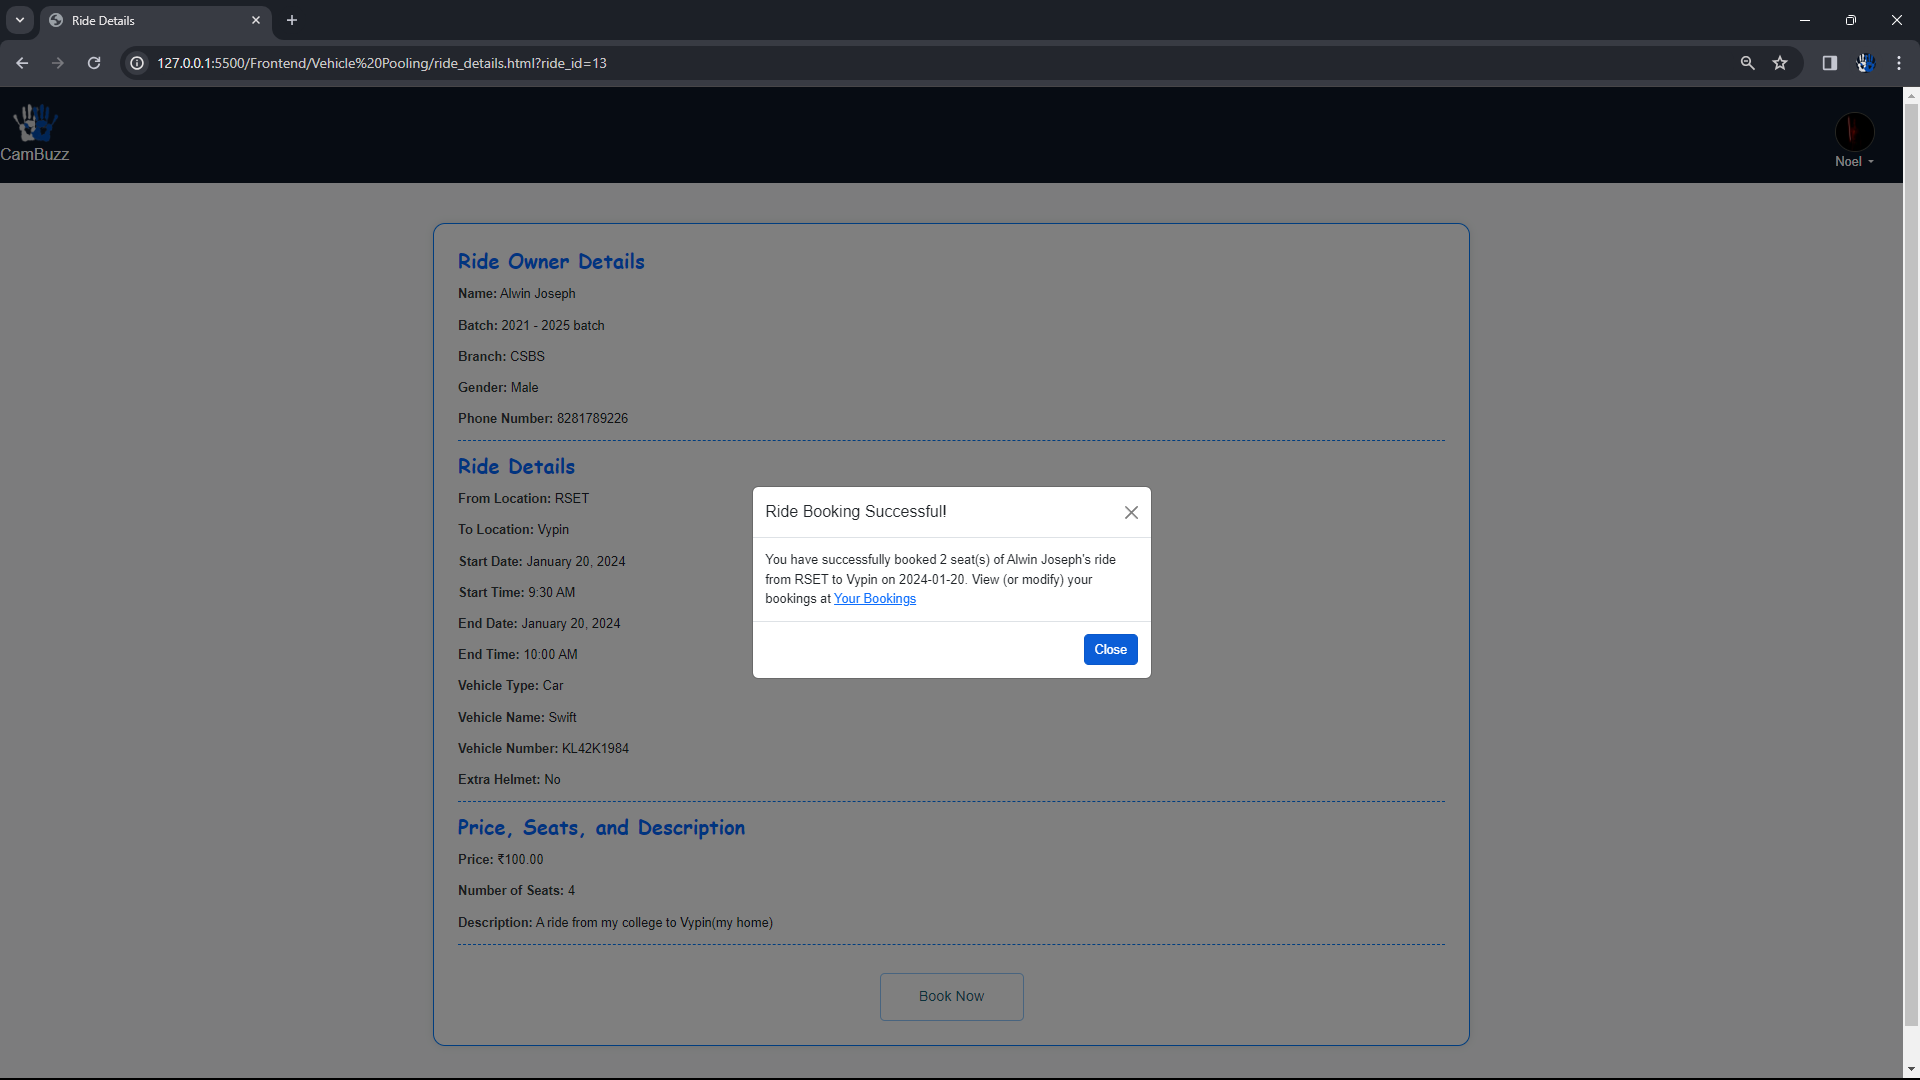 Ride Details
127.0.0.1:5500/Frontend/Vehicle%20Pooling/ride_details.html?ride_id=13
CamBuzz
Noel
Ride Owner Details
Name: Alwin Joseph
Batch: 2021 - 2025 batch
Branch: CSBS
Gender: Male
Phone Number: 8281789226
Ride Details
From Location: RSET
To Location: Vypin
Start Date: January 20, 2024
Start Time: 9:30 AM
End Date: January 20, 2024
End Time: 10:00 AM
Vehicle Type: Car
Vehicle Name: Swift
Vehicle Number: KL42K1984
Extra Helmet: No
Price, Seats, and Description
Price: ₹100.00
Number of Seats: 4
Description: A ride from my college to Vypin(my home)
Book Now
Ride Booking Successful!
You have successfully booked 2 seat(s) of Alwin Joseph's ride
from RSET to Vypin on 2024-01-20. View (or modify) your
bookings at Your Bookings
Close